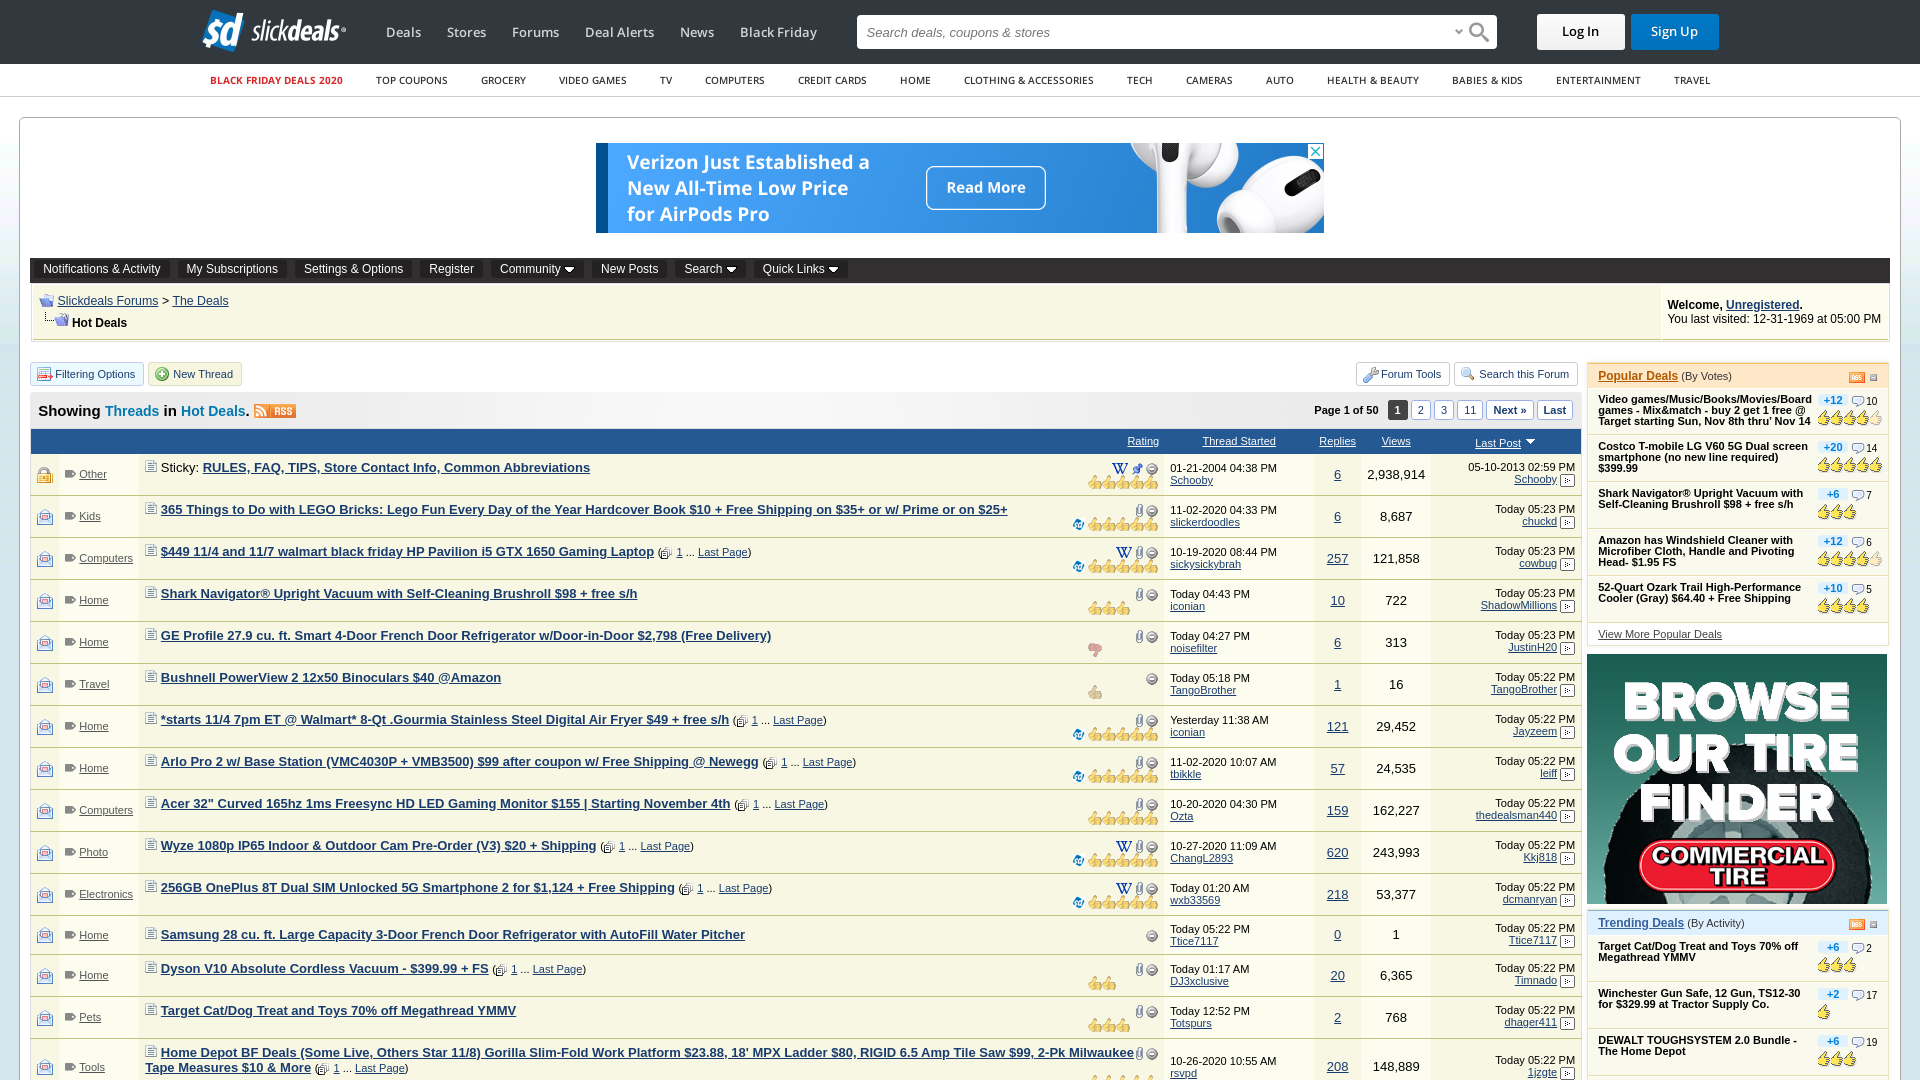 slickdeals
Deals Stores Forums Deal Alerts News Black Friday
Search deals, coupons & stores
Log In Sign Up
BLACK FRIDAY DEALS 2020 TOP COUPONS GROCERY VIDEO GAMES TV COMPUTERS CREDIT CARDS HOME CLOTHING & ACCESSORIES TECH CAMERAS AUTO HEALTH & BEAUTY BABIES & KIDS ENTERTAINMENT TRAVEL
Verizon Just Established a
New All-Time Low Price
for AirPods Pro
Read More
Notifications & Activity My Subscriptions Settings & Options Register Community New Posts Search Quick Links
Slickdeals Forums > The Deals
Hot Deals
Welcome, Unregistered.
You last visited: 12-31-1969 at 05:00 PM
Filtering Options New Thread Forum Tools Search this Forum
Showing Threads in Hot Deals. RSS
Page 1 of 50 1 2 3 11 Next » Last
Rating Thread Started Replies Views Last Post
Other Sticky: RULES, FAQ, TIPS, Store Contact Info, Common Abbreviations 01-21-2004 04:38 PM Schooby 6 2,938,914 05-10-2013 02:59 PM Schooby
Kids 365 Things to Do with LEGO Bricks: Lego Fun Every Day of the Year Hardcover Book $10 + Free Shipping on $35+ or w/ Prime or on $25+ 11-02-2020 04:33 PM slickerdoodles 6 8,687 Today 05:23 PM chuckd
Computers $449 11/4 and 11/7 walmart black friday HP Pavilion i5 GTX 1650 Gaming Laptop ( 1 ... Last Page) 10-19-2020 08:44 PM sickysickybrah 257 121,858 Today 05:23 PM cowbug
Home Shark Navigator® Upright Vacuum with Self-Cleaning Brushroll $98 + free s/h Today 04:43 PM iconian 10 722 Today 05:23 PM ShadowMillions
Home GE Profile 27.9 cu. ft. Smart 4-Door French Door Refrigerator w/Door-in-Door $2,798 (Free Delivery) Today 04:27 PM noisefilter 6 313 Today 05:23 PM JustinH20
Travel Bushnell PowerView 2 12x50 Binoculars $40 @Amazon Today 05:18 PM TangoBrother 1 16 Today 05:22 PM TangoBrother
Home *starts 11/4 7pm ET @ Walmart* 8-Qt .Gourmia Stainless Steel Digital Air Fryer $49 + free s/h ( 1 ... Last Page) Yesterday 11:38 AM iconian 121 29,452 Today 05:22 PM Jayzeem
Home Arlo Pro 2 w/ Base Station (VMC4030P + VMB3500) $99 after coupon w/ Free Shipping @ Newegg ( 1 ... Last Page) 11-02-2020 10:07 AM tbikkle 57 24,535 Today 05:22 PM leiff
Computers Acer 32" Curved 165hz 1ms Freesync HD LED Gaming Monitor $155 | Starting November 4th ( 1 ... Last Page) 10-20-2020 04:30 PM Ozta 159 162,227 Today 05:22 PM thedealsman440
Photo Wyze 1080p IP65 Indoor & Outdoor Cam Pre-Order (V3) $20 + Shipping ( 1 ... Last Page) 10-27-2020 11:09 AM ChangL2893 620 243,993 Today 05:22 PM Kkj818
Electronics 256GB OnePlus 8T Dual SIM Unlocked 5G Smartphone 2 for $1,124 + Free Shipping ( 1 ... Last Page) Today 01:20 AM wxb33569 218 53,377 Today 05:22 PM dcmanryan
Home Samsung 28 cu. ft. Large Capacity 3-Door French Door Refrigerator with AutoFill Water Pitcher Today 05:22 PM Ttice7117 0 1 Today 05:22 PM Ttice7117
Home Dyson V10 Absolute Cordless Vacuum - $399.99 + FS ( 1 ... Last Page) Today 01:17 AM DJ3xclusive 20 6,365 Today 05:22 PM Timnado
Pets Target Cat/Dog Treat and Toys 70% off Megathread YMMV Today 12:52 PM Totspurs 2 768 Today 05:22 PM dhager411
Tools Home Depot BF Deals (Some Live, Others Star 11/8) Gorilla Slim-Fold Work Platform $23.88, 18' MPX Ladder $80, RIGID 6.5 Amp Tile Saw $99, 2-Pk Milwaukee
Tape Measures $10 & More ( 1 ... Last Page) 10-26-2020 10:55 AM rsvpd 208 148,889 Today 05:22 PM 1jzgte
Popular Deals (By Votes) RSS
Video games/Music/Books/Movies/Board games - Mix&match - buy 2 get 1 free @ Target starting Sun, Nov 8th thru' Nov 14 +12 10
Costco T-mobile LG V60 5G Dual screen smartphone (no new line required) $399.99 +20 14
Shark Navigator® Upright Vacuum with Self-Cleaning Brushroll $98 + free s/h +6 7
Amazon has Windshield Cleaner with Microfiber Cloth, Handle and Pivoting Head- $1.95 FS +12 6
52-Quart Ozark Trail High-Performance Cooler (Gray) $64.40 + Free Shipping +10 5
View More Popular Deals
BROWSE
OUR TIRE
FINDER
COMMERCIAL
TIRE
Trending Deals (By Activity) RSS
Target Cat/Dog Treat and Toys 70% off Megathread YMMV +6 2
Winchester Gun Safe, 12 Gun, TS12-30 for $329.99 at Tractor Supply Co. +2 17
DEWALT TOUGHSYSTEM 2.0 Bundle - The Home Depot +6 19